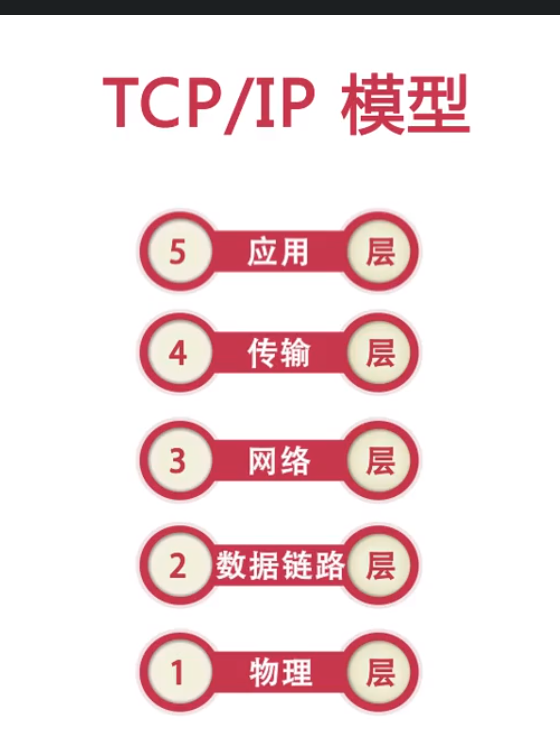 TCP/IP 模型
5 应用 层
4 传输 层
3 网络 层
2 数据链路 层
1 物理 层